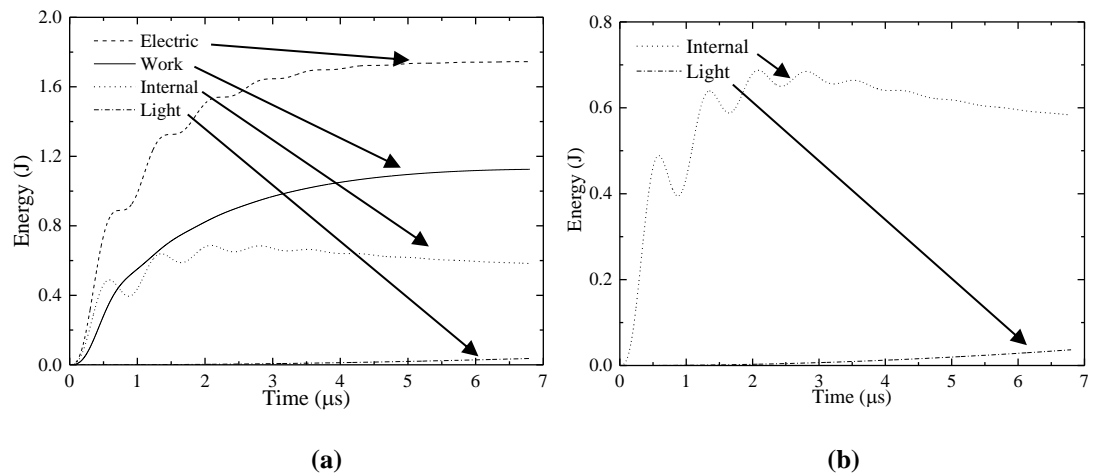 2.0
1.6
1.2
0.8
0.4
0.0
Energy (J)
Electric
Work
Internal
Light
0 1 2 3 4 5 6 7
Time (μs)
(a)
0.8
0.6
0.4
0.2
0.0
Energy (J)
Internal
Light
0 1 2 3 4 5 6 7
Time (μs)
(b)